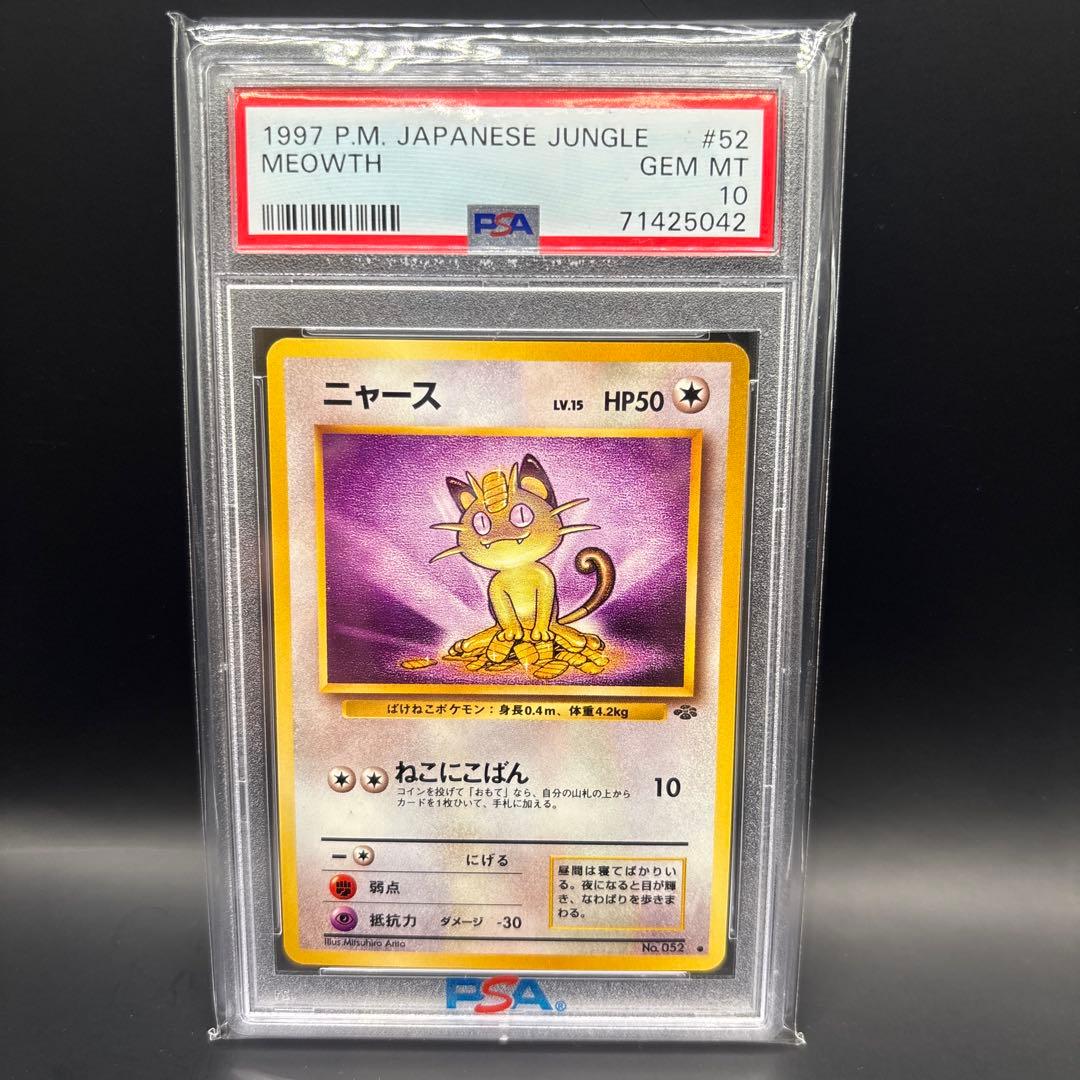 1997 P.M. JAPANESE JUNGLE #52
MEOWTH GEM MT
10
PSA 71425042
ニャース LV.15 HP50
ばけねこポケモン：身長0.4m、体重4.2kg
ねこにこばん 10
コインを投げて「おもて」なら、自分の山札の上から
カードを1枚ひいて、手札に加える。
にげる
弱点
抵抗力 ダメージ -30
昼間は寝てばかりい
る。夜になると目が輝
き、なわばりを歩きま
わる。
Illus. Mitsuhiro Arita No. 052 ●
PSA®